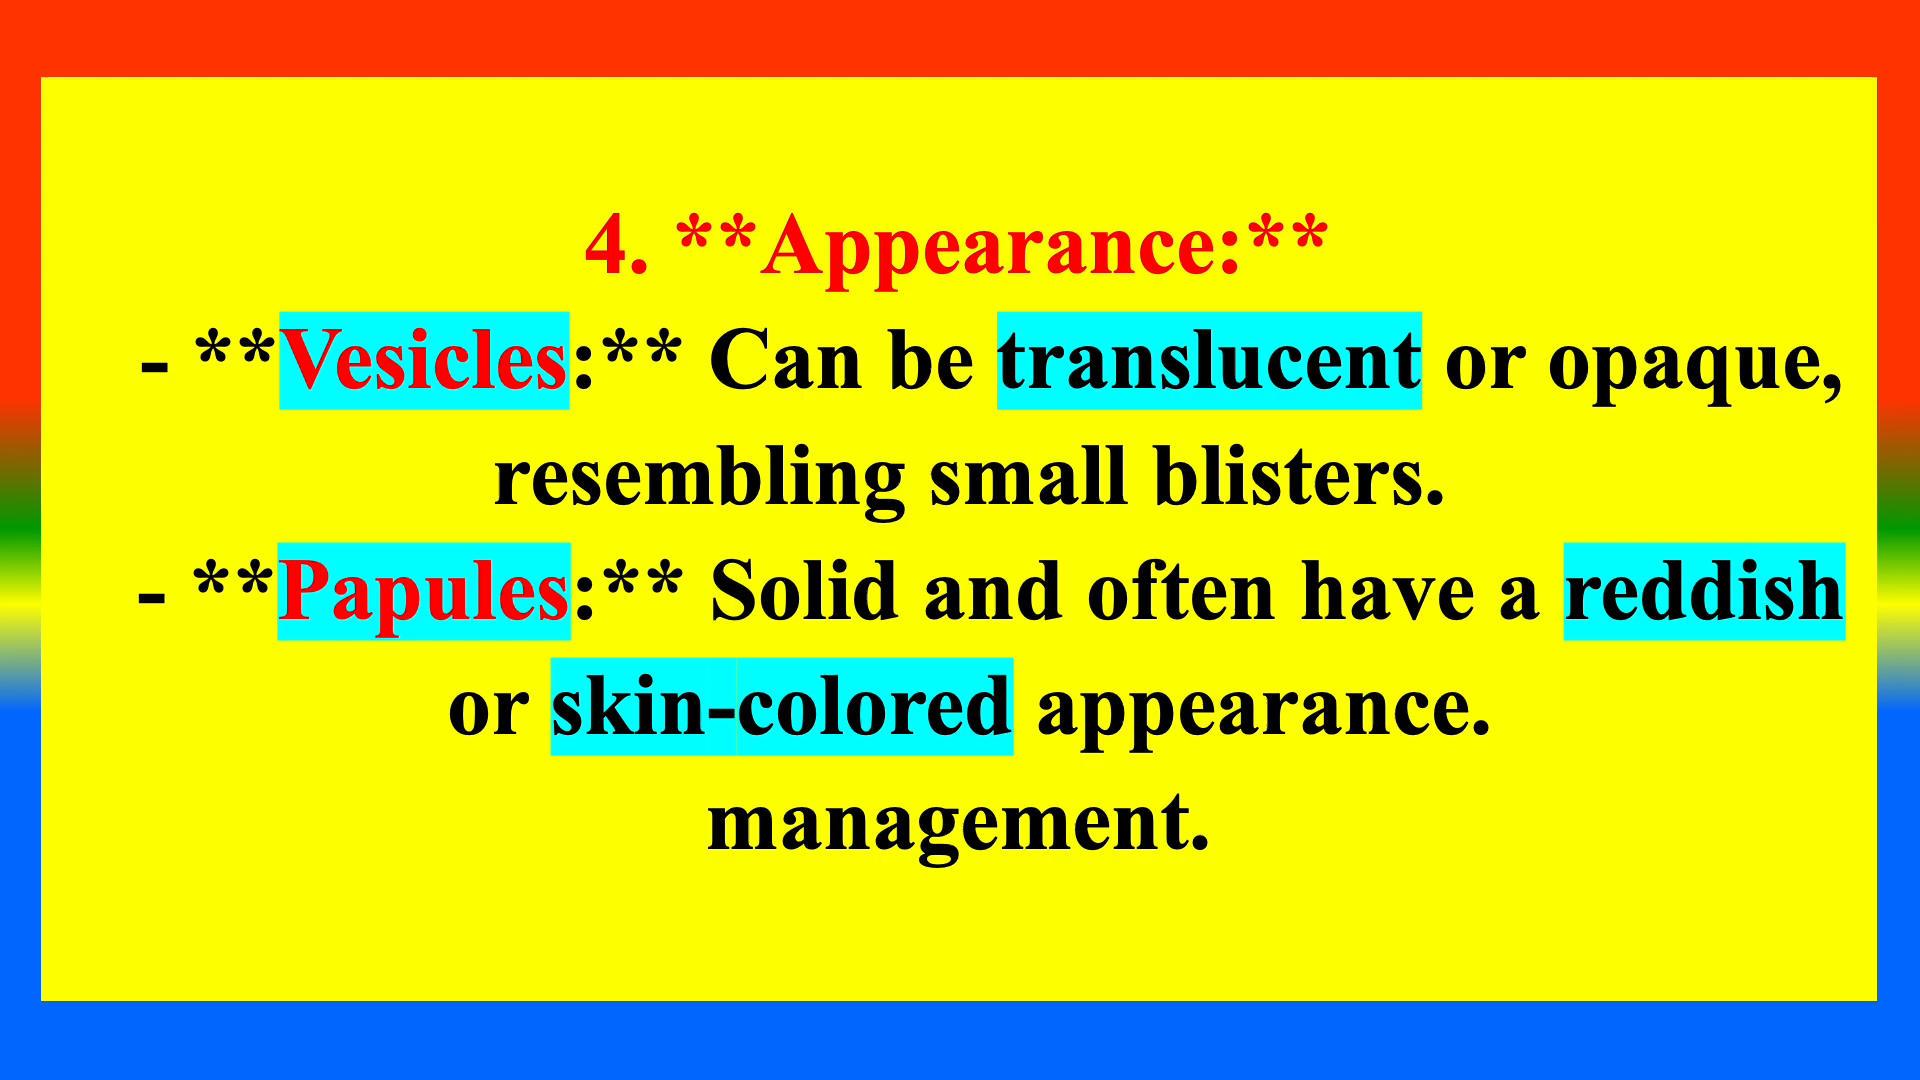 4. **Appearance:**
- **Vesicles:** Can be translucent or opaque,
resembling small blisters.
- **Papules:** Solid and often have a reddish
or skin-colored appearance.
management.